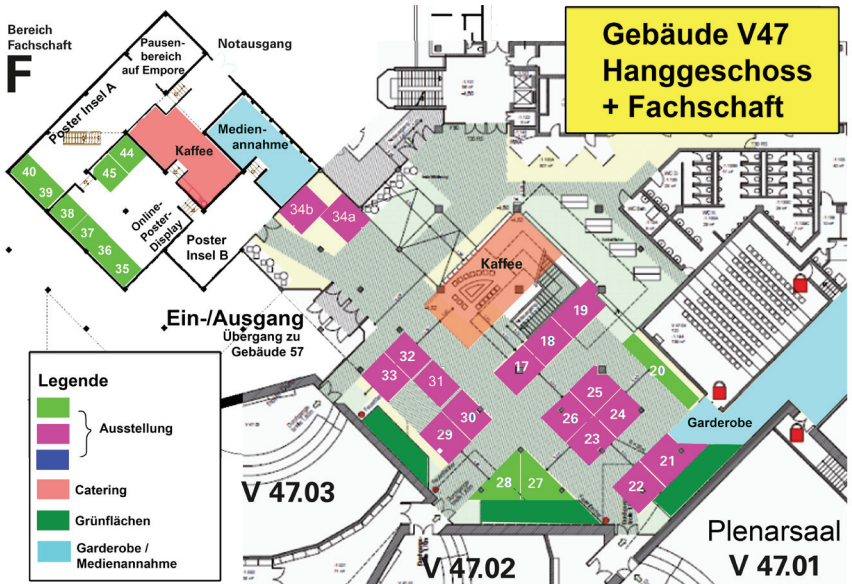 Bereich
Fachschaft
F
Pausen-
bereich
auf Empore
Notausgang
Gebäude V47
Hanggeschoss
+ Fachschaft
Poster Insel A
Medien-
annahme
Kaffee
44
45
40
39
38
37
36
35
Online-
Poster-
Display
Poster
Insel B
34b
34a
Kaffee
Ein-/Ausgang
Übergang zu
Gebäude 57
19
18
17
20
32
33
31
30
29
25
24
26
23
28
27
21
22
Garderobe
Legende
Ausstellung
Catering
Grünflächen
Garderobe /
Medienannahme
V 47.03
V 47.02
Plenarsaal
V 47.01